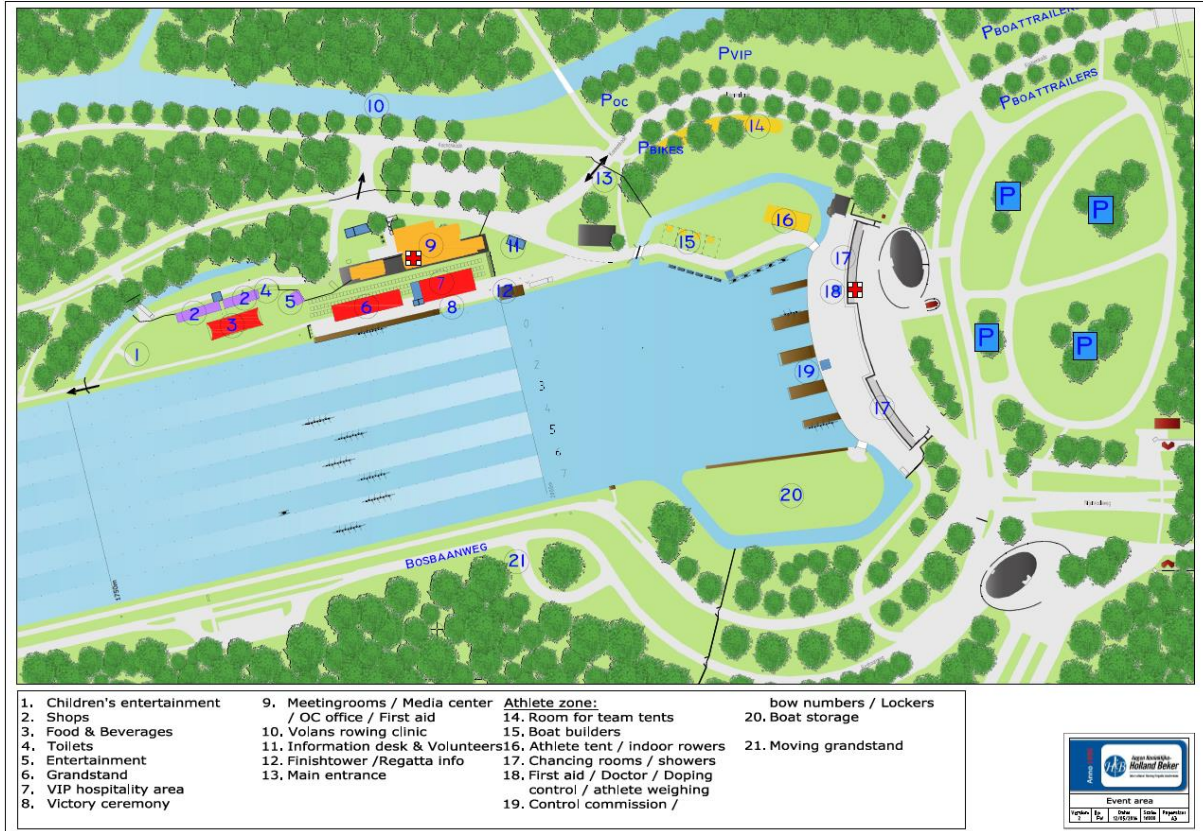 PBOATTRAILERS
PVIP
PBOATTRAILERS
10
POC
14
PBIKES
13
P
P
16
9
11
15
17
7
18
4
2
5
12
2
6
8
3
0
1
1
2
P
P
19
3
4
17
5
6
7
20
BOSBAANWEG
21
1750m
1. Children's entertainment
2. Shops
3. Food & Beverages
4. Toilets
5. Entertainment
6. Grandstand
7. VIP hospitality area
8. Victory ceremony
9. Meetingrooms / Media center
/ OC office / First aid
10. Volans rowing clinic
11. Information desk & Volunteers
12. Finishtower /Regatta info
13. Main entrance
Athlete zone:
14. Room for team tents
15. Boat builders
16. Athlete tent / indoor rowers
17. Chancing rooms / showers
18. First aid / Doctor / Doping
control / athlete weighing
19. Control commission /
bow numbers / Lockers
20. Boat storage
21. Moving grandstand
Anno
HB
Holland Beker
Event area